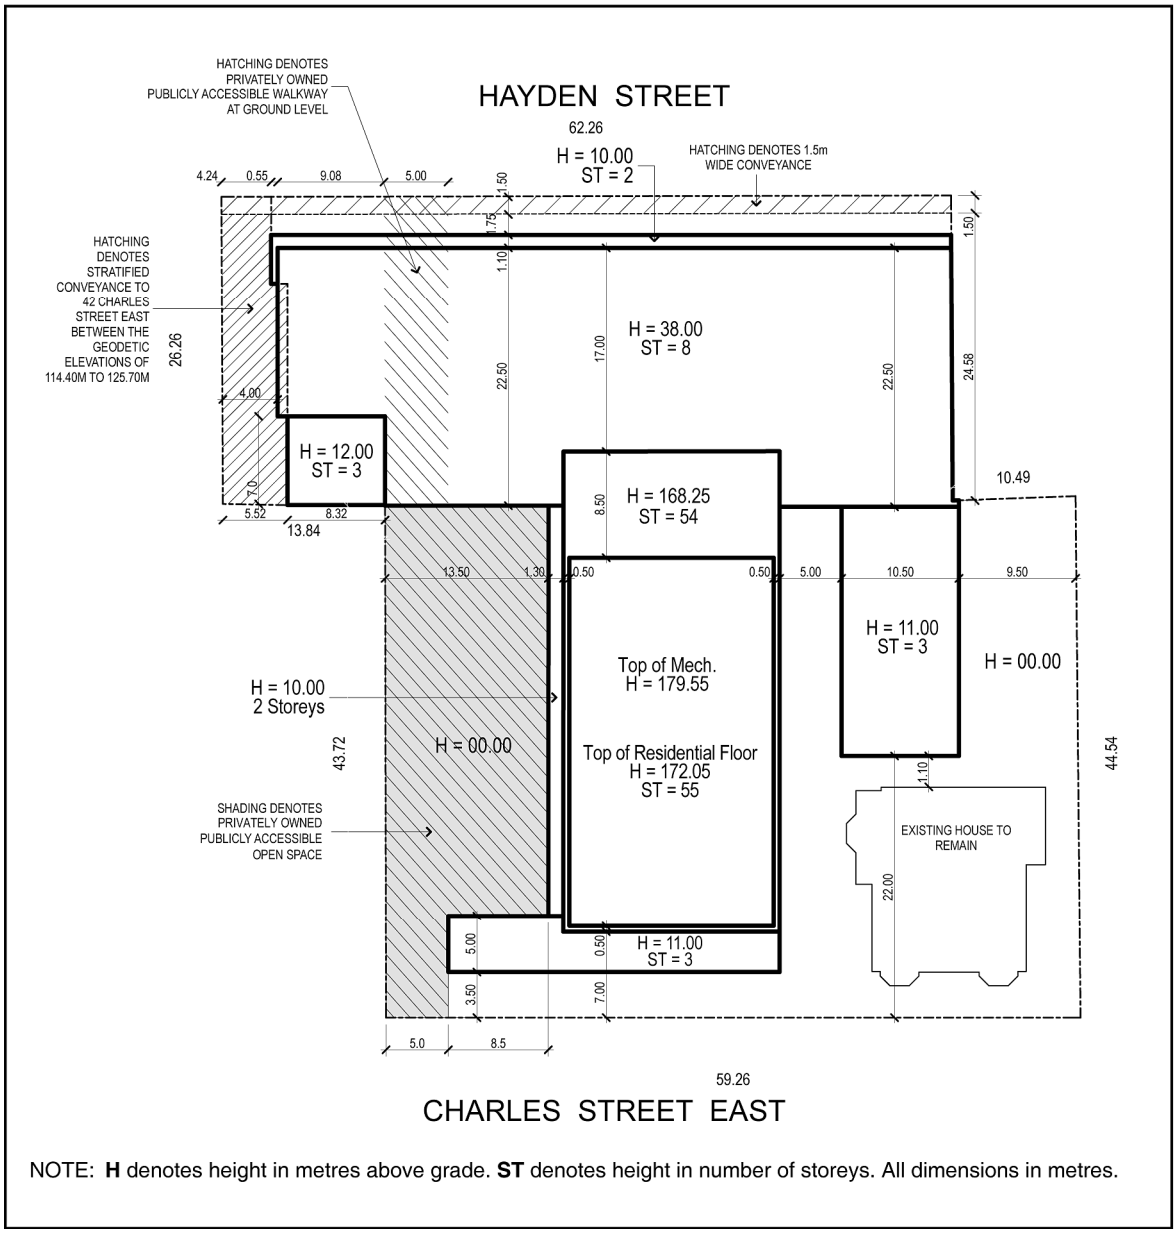 HATCHING DENOTES
PRIVATELY OWNED
PUBLICLY ACCESSIBLE WALKWAY
AT GROUND LEVEL
HAYDEN STREET
62.26
H = 10.00
ST = 2
HATCHING DENOTES 1.5m
WIDE CONVEYANCE
4.24
0.55
9.08
5.00
1.50
1.75
1.10
1.50
HATCHING
DENOTES
STRATIFIED
CONVEYANCE TO
42 CHARLES
STREET EAST
BETWEEN THE
GEODETIC
ELEVATIONS OF
114.40M TO 125.70M
26.26
4.00
22.50
17.00
H = 38.00
ST = 8
22.50
24.58
H = 12.00
ST = 3
7.0
5.52
8.32
13.84
H = 168.25
ST = 54
8.50
10.49
13.50
1.30
0.50
0.50
5.00
10.50
9.50
H = 11.00
ST = 3
H = 00.00
Top of Mech.
H = 179.55
H = 10.00
2 Storeys
43.72
H = 00.00
Top of Residential Floor
H = 172.05
ST = 55
44.54
1.10
SHADING DENOTES
PRIVATELY OWNED
PUBLICLY ACCESSIBLE
OPEN SPACE
EXISTING HOUSE TO
REMAIN
22.00
5.00
0.50
H = 11.00
ST = 3
3.50
7.00
5.0
8.5
59.26
CHARLES STREET EAST
NOTE: H denotes height in metres above grade. ST denotes height in number of storeys. All dimensions in metres.